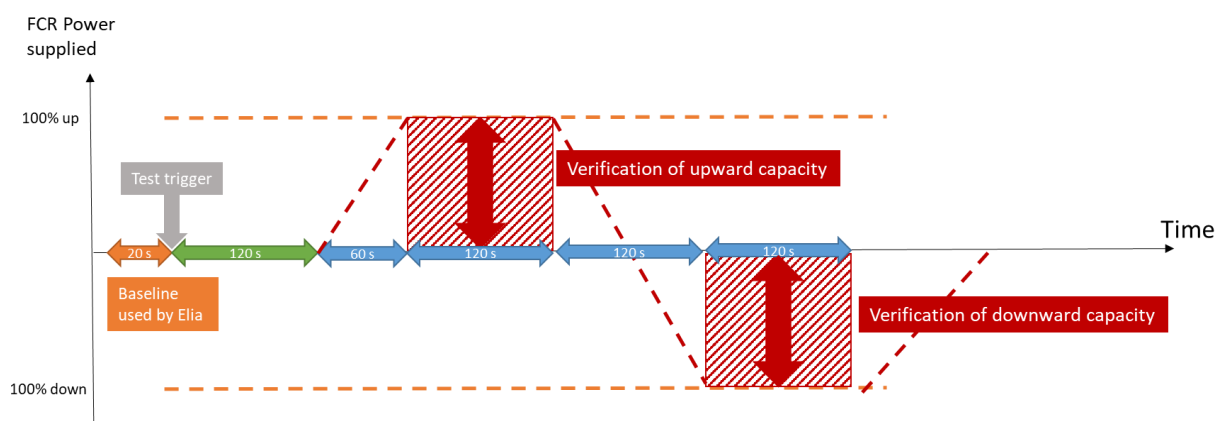 FCR Power
supplied
100% up
Test trigger
Verification of upward capacity
Time
20 s
120 s
60 s
120 s
120 s
120 s
Baseline
used by Elia
Verification of downward capacity
100% down